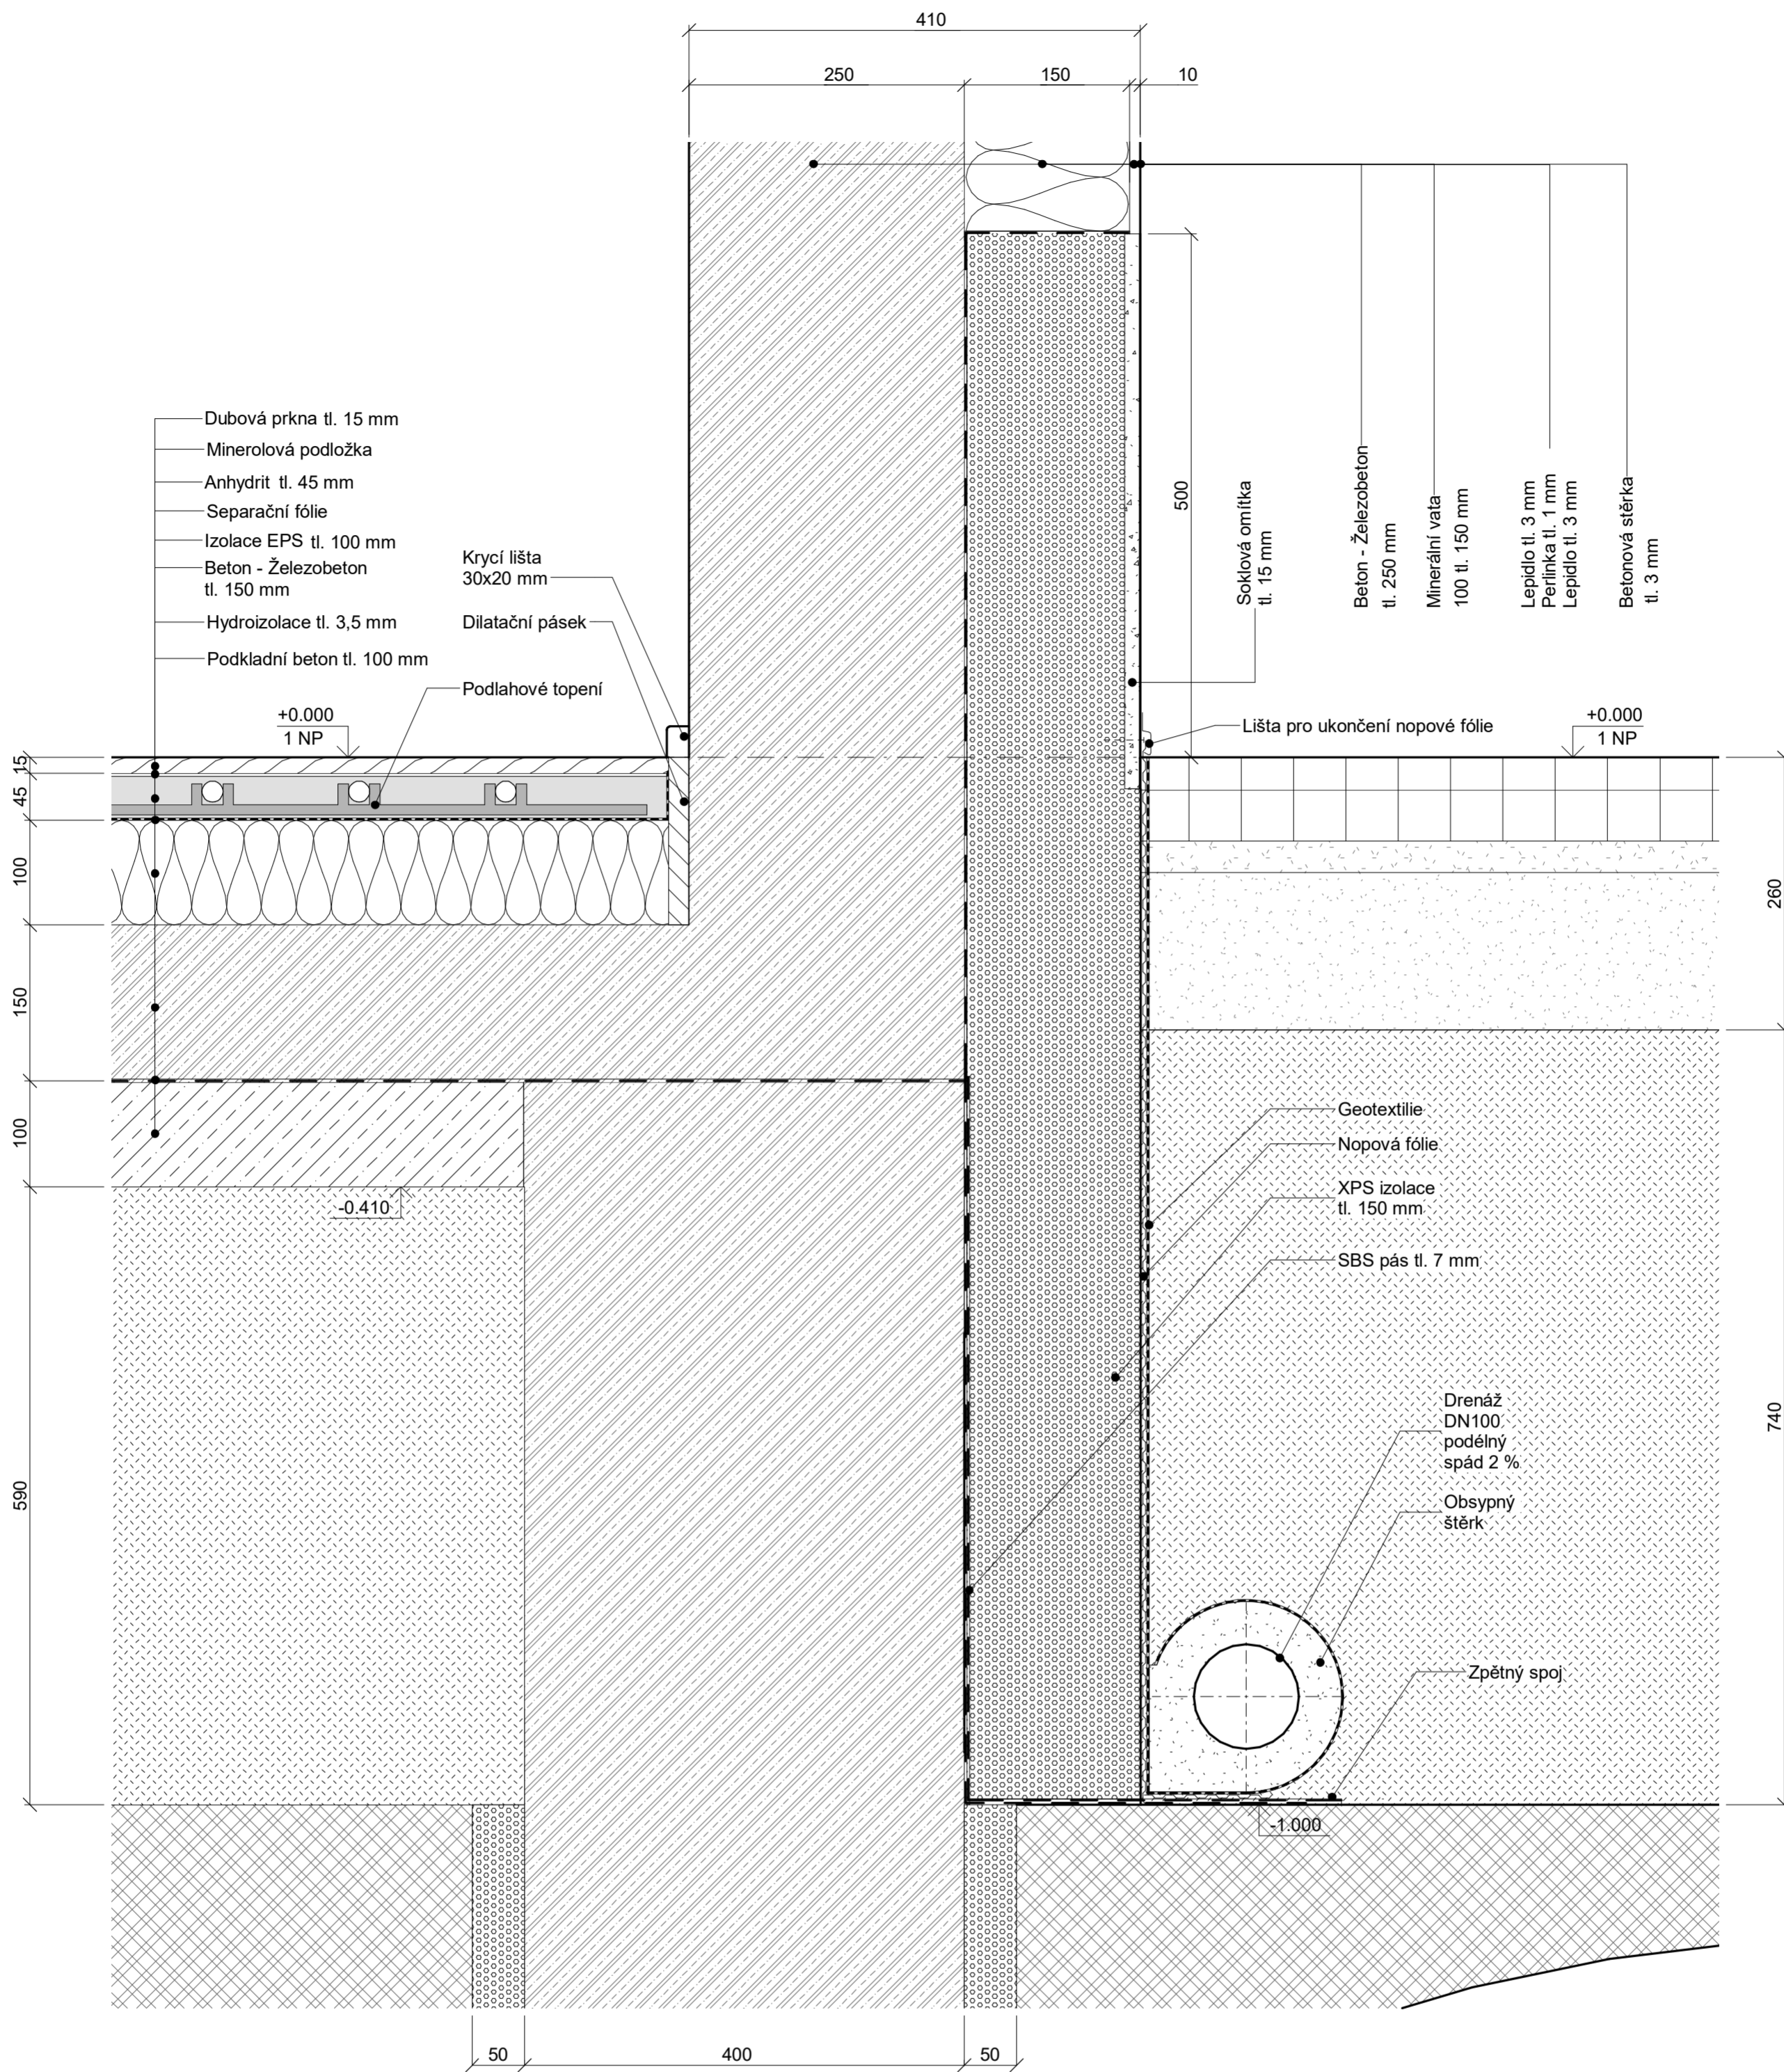 410
250
150
10
Dubová prkna tl. 15 mm
Minerolová podložka
Anhydrit tl. 45 mm
Separační fólie
Izolace EPS tl. 100 mm
Beton - Železobeton
tl. 150 mm
Hydroizolace tl. 3,5 mm
Podkladní beton tl. 100 mm
Krycí lišta
30x20 mm
Dilatační pásek
Podlahové topení
+0.000
1 NP
500
Soklová omítka
tl. 15 mm
Beton - Železobeton
tl. 250 mm
Minerální vata
100 tl. 150 mm
Lepidlo tl. 3 mm
Perlinka tl. 1 mm
Lepidlo tl. 3 mm
Betonová stěrka
tl. 3 mm
Lišta pro ukončení nopové fólie
+0.000
1 NP
15
45
100
150
100
590
260
740
-0.410
Geotextilie
Nopová fólie
XPS izolace
tl. 150 mm
SBS pás tl. 7 mm
Drenáž
DN100
podélný
spád 2 %
Obsypný
štěrk
Zpětný spoj
-1.000
50
400
50